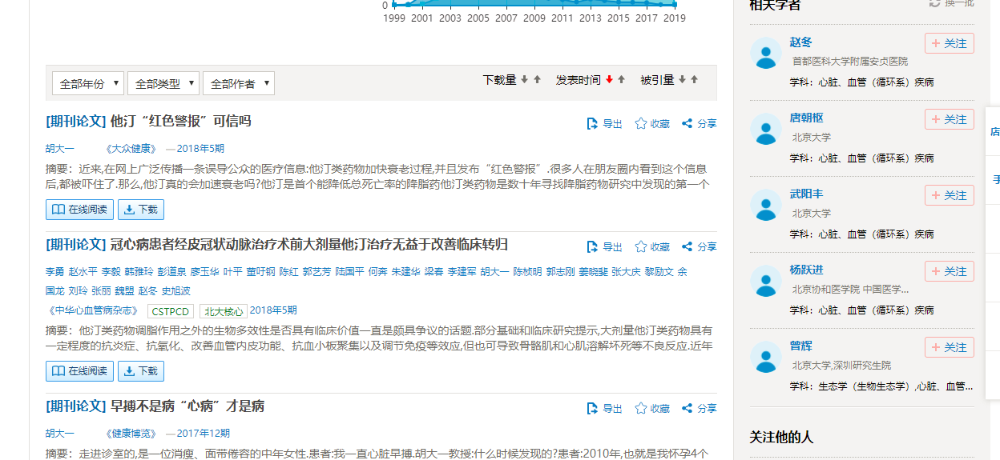 0
1999 2001 2003 2005 2007 2009 2011 2013 2015 2017 2019
全部年份 ▼ 全部类型 ▼ 全部作者 ▼
下载量 发表时间 被引量
[期刊论文] 他汀“红色警报”可信吗
导出 收藏 分享
胡大一 《大众健康》 —2018年5期
摘要：近来,在网上广泛传播一条误导公众的医疗信息:他汀类药物加快衰老过程,并且发布“红色警报”.很多人在朋友圈内看到这个信息
后,都被吓住了.那么,他汀真的会加速衰老吗?他汀是首个能降低总死亡率的降脂药他汀类药物是数十年寻找降脂药物研究中发现的第一个
在线阅读 下载
[期刊论文] 冠心病患者经皮冠状动脉治疗术前大剂量他汀治疗无益于改善临床转归
导出 收藏 分享
李勇 赵水平 李毅 韩雅玲 彭道泉 廖玉华 叶平 董吁钢 陈红 郭艺芳 陆国平 何奔 朱建华 梁春 李建军 胡大一 陈桢明 郭志刚 姜晓斐 张大庆 黎励文 余
国龙 刘玲 张丽 魏盟 赵冬 史旭波
《中华心血管病杂志》 CSTPCD 北大核心 2018年5期
摘要：他汀类药物调脂作用之外的生物多效性是否具有临床价值一直是颇具争议的话题.部分基础和临床研究提示,大剂量他汀类药物具有
一定程度的抗炎症、抗氧化、改善血管内皮功能、抗血小板聚集以及调节免疫等效应,但也可导致骨骼肌和心肌溶解坏死等不良反应.近年
在线阅读 下载
[期刊论文] 早搏不是病“心病”才是病
导出 收藏 分享
胡大一 《健康博览》 —2017年12期
摘要：走进诊室的,是一位消瘦、面带倦容的中年女性.患者:我一直心脏早搏.胡大一教授:什么时候发现的?患者:2010年,也就是我怀孕4个
相关学者 换一批
赵冬 + 关注
首都医科大学附属安贞医院
学科：心脏、血管（循环系）疾病
唐朝枢 + 关注
北京大学
学科：心脏、血管（循环系）疾病
武阳丰 + 关注
北京大学
学科：心脏、血管（循环系）疾病
杨跃进 + 关注
北京协和医学院 中国医学...
学科：心脏、血管（循环系）疾病
曾辉 + 关注
北京大学,深圳研究生院
学科：生态学（生物生态学）,心脏、血管...
关注他的人
店